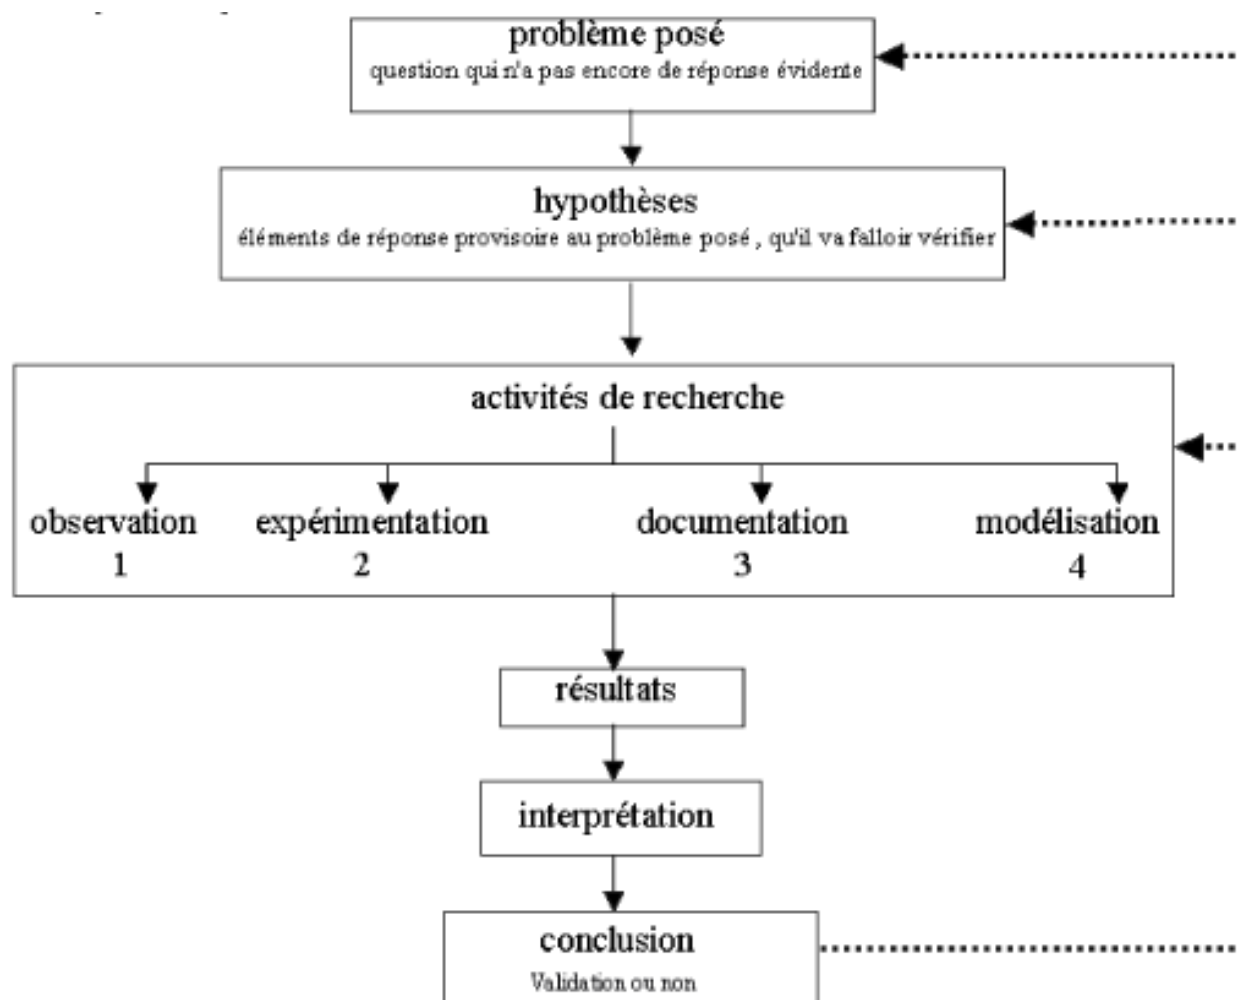 problème posé
question qui n'a pas encore de réponse évidente
hypothèses
éléments de réponse provisoire au problème posé , qu'il va falloir vérifier
activités de recherche
observation expérimentation documentation modélisation
1 2 3 4
résultats
interprétation
conclusion
Validation ou non